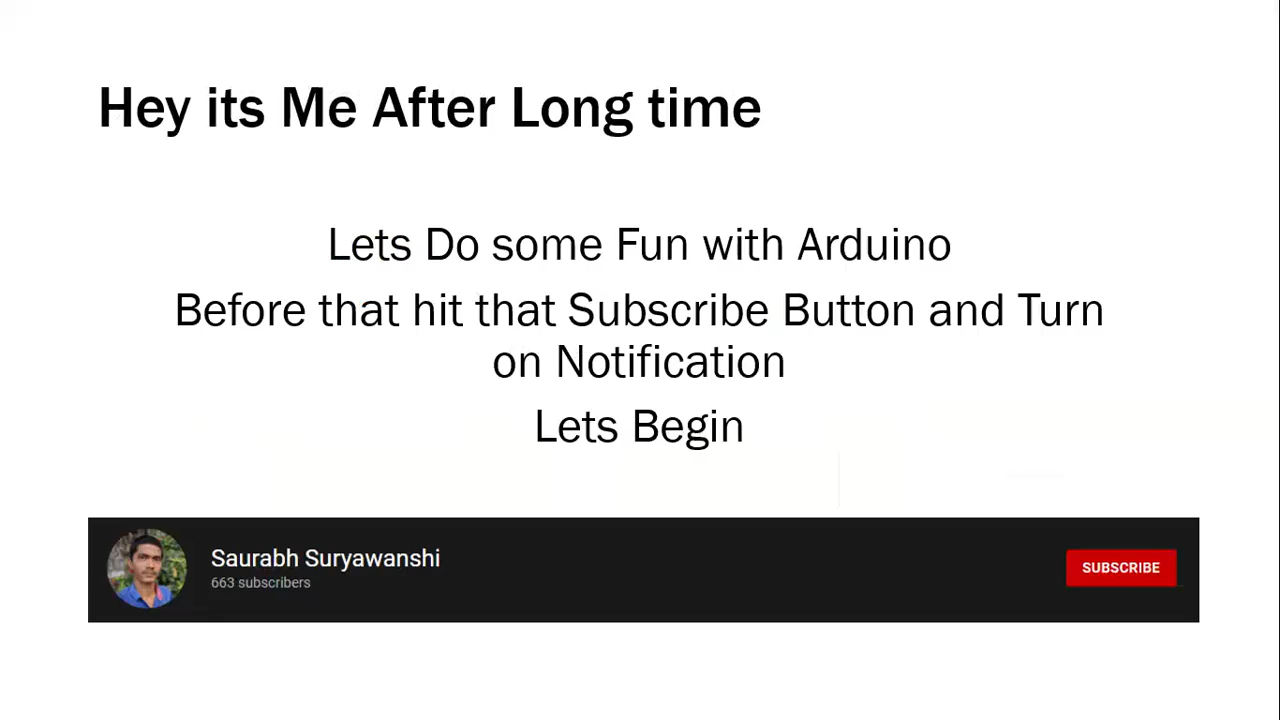 Hey its Me After Long time
Lets Do some Fun with Arduino
Before that hit that Subscribe Button and Turn
on Notification
Lets Begin
Saurabh Suryawanshi
663 subscribers
SUBSCRIBE